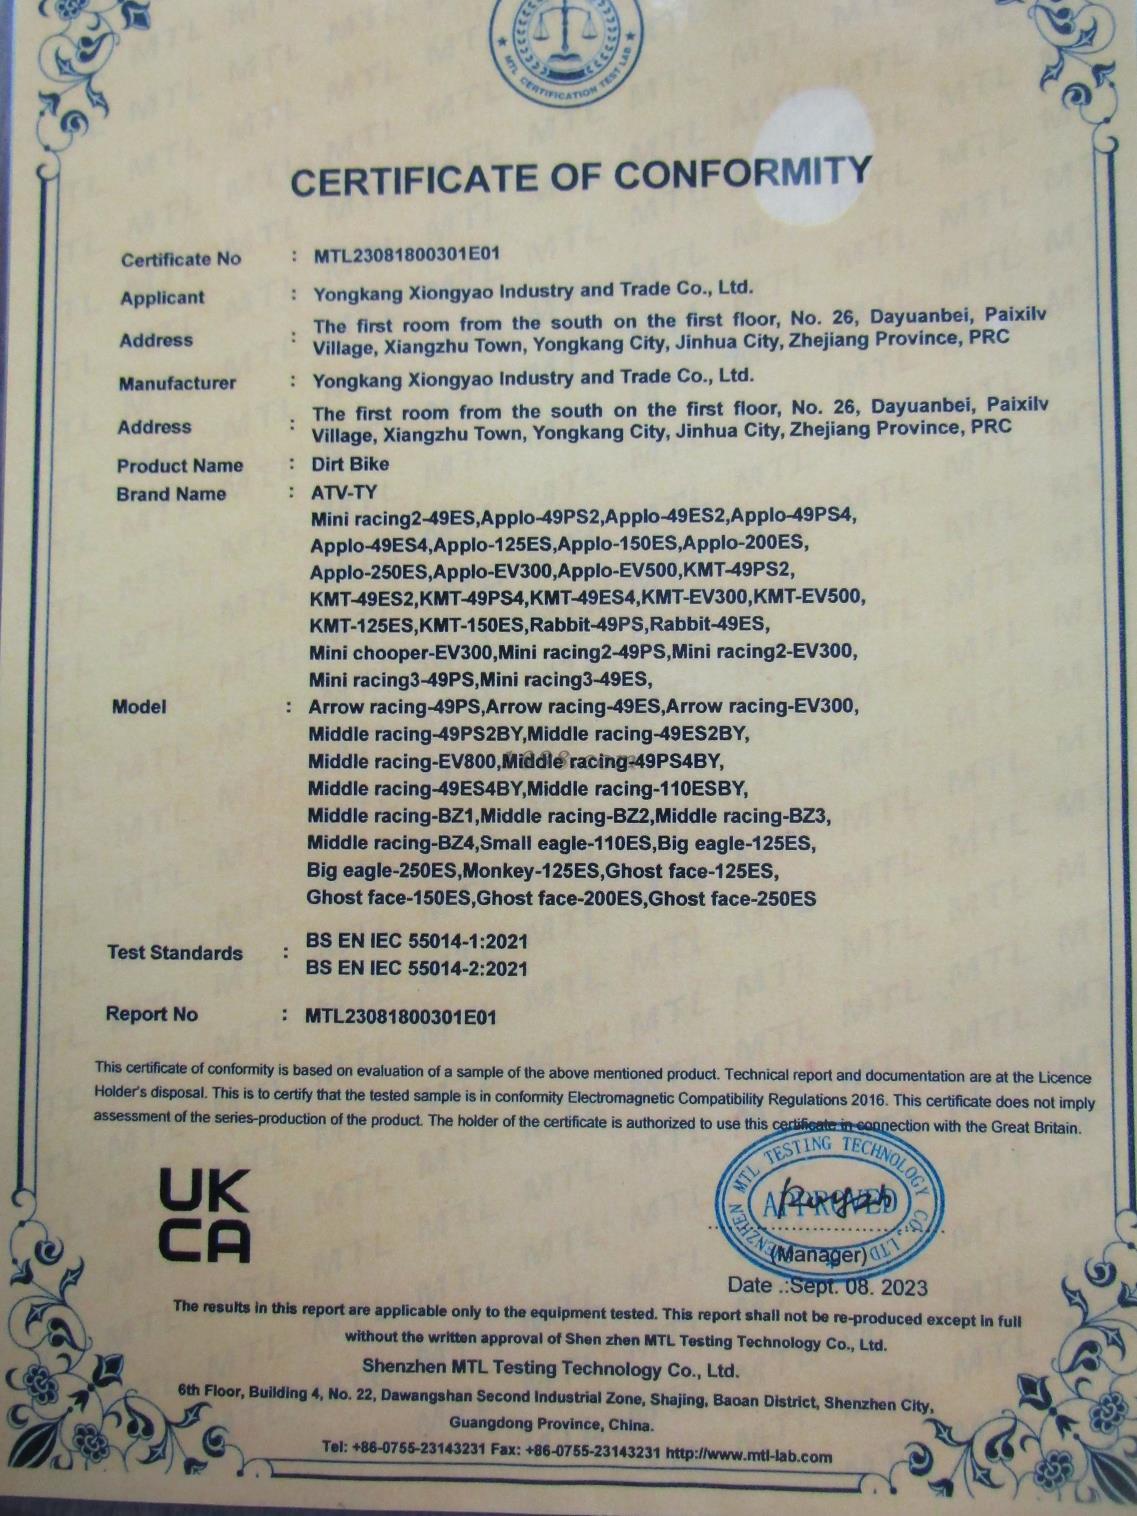 MTL CERTIFICATION TEST LAB
CERTIFICATE OF CONFORMITY
Certificate No : MTL23081800301E01
Applicant : Yongkang Xiongyao Industry and Trade Co., Ltd.
Address : The first room from the south on the first floor, No. 26, Dayuanbei, Paixilv
Village, Xiangzhu Town, Yongkang City, Jinhua City, Zhejiang Province, PRC
Manufacturer : Yongkang Xiongyao Industry and Trade Co., Ltd.
Address : The first room from the south on the first floor, No. 26, Dayuanbei, Paixilv
Village, Xiangzhu Town, Yongkang City, Jinhua City, Zhejiang Province, PRC
Product Name : Dirt Bike
Brand Name : ATV-TY
Mini racing2-49ES,Applo-49PS2,Applo-49ES2,Applo-49PS4,
Applo-49ES4,Applo-125ES,Applo-150ES,Applo-200ES,
Applo-250ES,Applo-EV300,Applo-EV500,KMT-49PS2,
KMT-49ES2,KMT-49PS4,KMT-49ES4,KMT-EV300,KMT-EV500,
KMT-125ES,KMT-150ES,Rabbit-49PS,Rabbit-49ES,
Mini chooper-EV300,Mini racing2-49PS,Mini racing2-EV300,
Mini racing3-49PS,Mini racing3-49ES,
Model : Arrow racing-49PS,Arrow racing-49ES,Arrow racing-EV300,
Middle racing-49PS2BY,Middle racing-49ES2BY,
Middle racing-EV800,Middle racing-49PS4BY,
Middle racing-49ES4BY,Middle racing-110ESBY,
Middle racing-BZ1,Middle racing-BZ2,Middle racing-BZ3,
Middle racing-BZ4,Small eagle-110ES,Big eagle-125ES,
Big eagle-250ES,Monkey-125ES,Ghost face-125ES,
Ghost face-150ES,Ghost face-200ES,Ghost face-250ES
Test Standards : BS EN IEC 55014-1:2021
BS EN IEC 55014-2:2021
Report No : MTL23081800301E01
This certificate of conformity is based on evaluation of a sample of the above mentioned product. Technical report and documentation are at the Licence
Holder's disposal. This is to certify that the tested sample is in conformity Electromagnetic Compatibility Regulations 2016. This certificate does not imply
assessment of the series-production of the product. The holder of the certificate is authorized to use this certificate in connection with the Great Britain.
UK
CA
SHENZHEN MTL TESTING TECHNOLOGY CO., LTD
APPROVED
(Manager)
Date .:Sept. 08. 2023
The results in this report are applicable only to the equipment tested. This report shall not be re-produced except in full
without the written approval of Shen zhen MTL Testing Technology Co., Ltd.
Shenzhen MTL Testing Technology Co., Ltd.
6th Floor, Building 4, No. 22, Dawangshan Second Industrial Zone, Shajing, Baoan District, Shenzhen City,
Guangdong Province, China.
Tel: +86-0755-23143231 Fax: +86-0755-23143231 http://www.mtl-lab.com